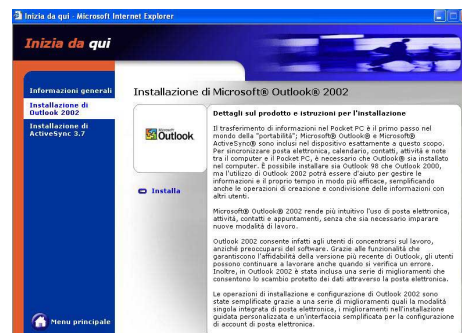 Inizia da qui - Microsoft Internet Explorer
Inizia da qui
Informazioni generali
Installazione di
Outlook 2002
Installazione di
ActiveSync 3.7
Menu principale
Installazione di Microsoft® Outlook® 2002
Microsoft
Outlook
Installa
Dettagli sul prodotto e istruzioni per l'installazione
Il trasferimento di informazioni nel Pocket PC è il primo passo nel
mondo della "portabilità"; Microsoft® Outlook® e Microsoft®
ActiveSync® sono inclusi nel dispositivo esattamente a questo scopo.
Per sincronizzare posta elettronica, calendario, contatti, attività e note
tra il computer e il Pocket PC, è necessario che Outlook® sia installato
nel computer. È possibile installare sia Outlook 98 che Outlook 2000,
ma l'utilizzo di Outlook 2002 potrà essere d'aiuto per gestire le
informazioni e il proprio tempo in modo più efficace, semplificando
anche le operazioni di creazione e condivisione delle informazioni con
altri utenti.
Microsoft® Outlook® 2002 rende più intuitivo l'uso di posta elettronica,
attività, contatti e appuntamenti, senza che sia necessario imparare
nuove modalità di lavoro.
Outlook 2002 consente infatti agli utenti di concentrarsi sul lavoro,
anziché preoccuparsi del software. Grazie alle funzionalità che
garantiscono l'affidabilità della versione più recente di Outlook, gli utenti
possono continuare a lavorare anche quando si verifica un errore.
Inoltre, in Outlook 2002 è stata inclusa una serie di miglioramenti che
consentono lo scambio protetto dei dati attraverso la posta elettronica.
Le operazioni di installazione e configurazione di Outlook 2002 sono
state semplificate grazie a una serie di miglioramenti quali la modalità
singola integrata di posta elettronica, i miglioramenti nell'installazione
guidata personalizzata e un'interfaccia semplificata per la configurazione
di account di posta elettronica.